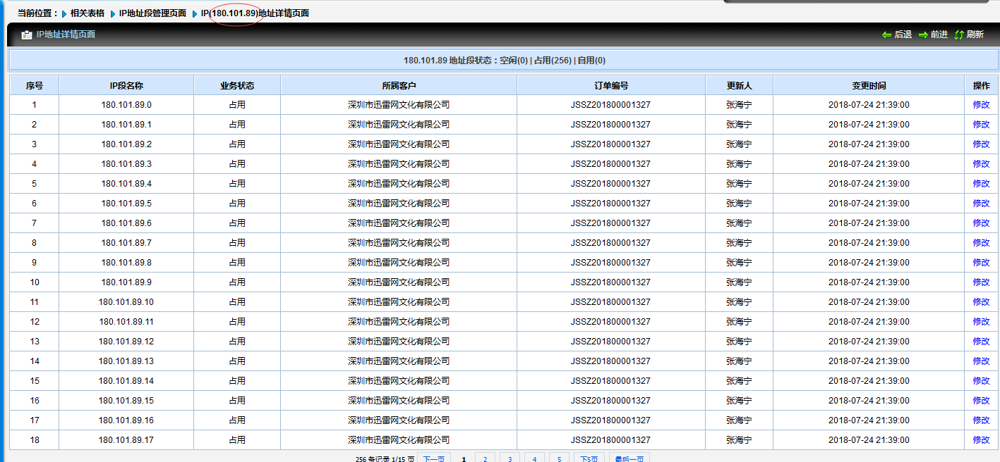 当前位置： 相关表格 IP地址段管理页面 IP(180.101.89)地址详情页面
IP地址详情页面 后退 前进 刷新
180.101.89 地址段状态：空闲(0) | 占用(256) | 自用(0)
序号 IP段名称 业务状态 所属客户 订单编号 更新人 变更时间 操作
1 180.101.89.0 占用 深圳市迅雷网文化有限公司 JSSZ201800001327 张海宁 2018-07-24 21:39:00 修改
2 180.101.89.1 占用 深圳市迅雷网文化有限公司 JSSZ201800001327 张海宁 2018-07-24 21:39:00 修改
3 180.101.89.2 占用 深圳市迅雷网文化有限公司 JSSZ201800001327 张海宁 2018-07-24 21:39:00 修改
4 180.101.89.3 占用 深圳市迅雷网文化有限公司 JSSZ201800001327 张海宁 2018-07-24 21:39:00 修改
5 180.101.89.4 占用 深圳市迅雷网文化有限公司 JSSZ201800001327 张海宁 2018-07-24 21:39:00 修改
6 180.101.89.5 占用 深圳市迅雷网文化有限公司 JSSZ201800001327 张海宁 2018-07-24 21:39:00 修改
7 180.101.89.6 占用 深圳市迅雷网文化有限公司 JSSZ201800001327 张海宁 2018-07-24 21:39:00 修改
8 180.101.89.7 占用 深圳市迅雷网文化有限公司 JSSZ201800001327 张海宁 2018-07-24 21:39:00 修改
9 180.101.89.8 占用 深圳市迅雷网文化有限公司 JSSZ201800001327 张海宁 2018-07-24 21:39:00 修改
10 180.101.89.9 占用 深圳市迅雷网文化有限公司 JSSZ201800001327 张海宁 2018-07-24 21:39:00 修改
11 180.101.89.10 占用 深圳市迅雷网文化有限公司 JSSZ201800001327 张海宁 2018-07-24 21:39:00 修改
12 180.101.89.11 占用 深圳市迅雷网文化有限公司 JSSZ201800001327 张海宁 2018-07-24 21:39:00 修改
13 180.101.89.12 占用 深圳市迅雷网文化有限公司 JSSZ201800001327 张海宁 2018-07-24 21:39:00 修改
14 180.101.89.13 占用 深圳市迅雷网文化有限公司 JSSZ201800001327 张海宁 2018-07-24 21:39:00 修改
15 180.101.89.14 占用 深圳市迅雷网文化有限公司 JSSZ201800001327 张海宁 2018-07-24 21:39:00 修改
16 180.101.89.15 占用 深圳市迅雷网文化有限公司 JSSZ201800001327 张海宁 2018-07-24 21:39:00 修改
17 180.101.89.16 占用 深圳市迅雷网文化有限公司 JSSZ201800001327 张海宁 2018-07-24 21:39:00 修改
18 180.101.89.17 占用 深圳市迅雷网文化有限公司 JSSZ201800001327 张海宁 2018-07-24 21:39:00 修改
256 条记录 1/15 页 下一页 1 2 3 4 5 下5页 最后一页